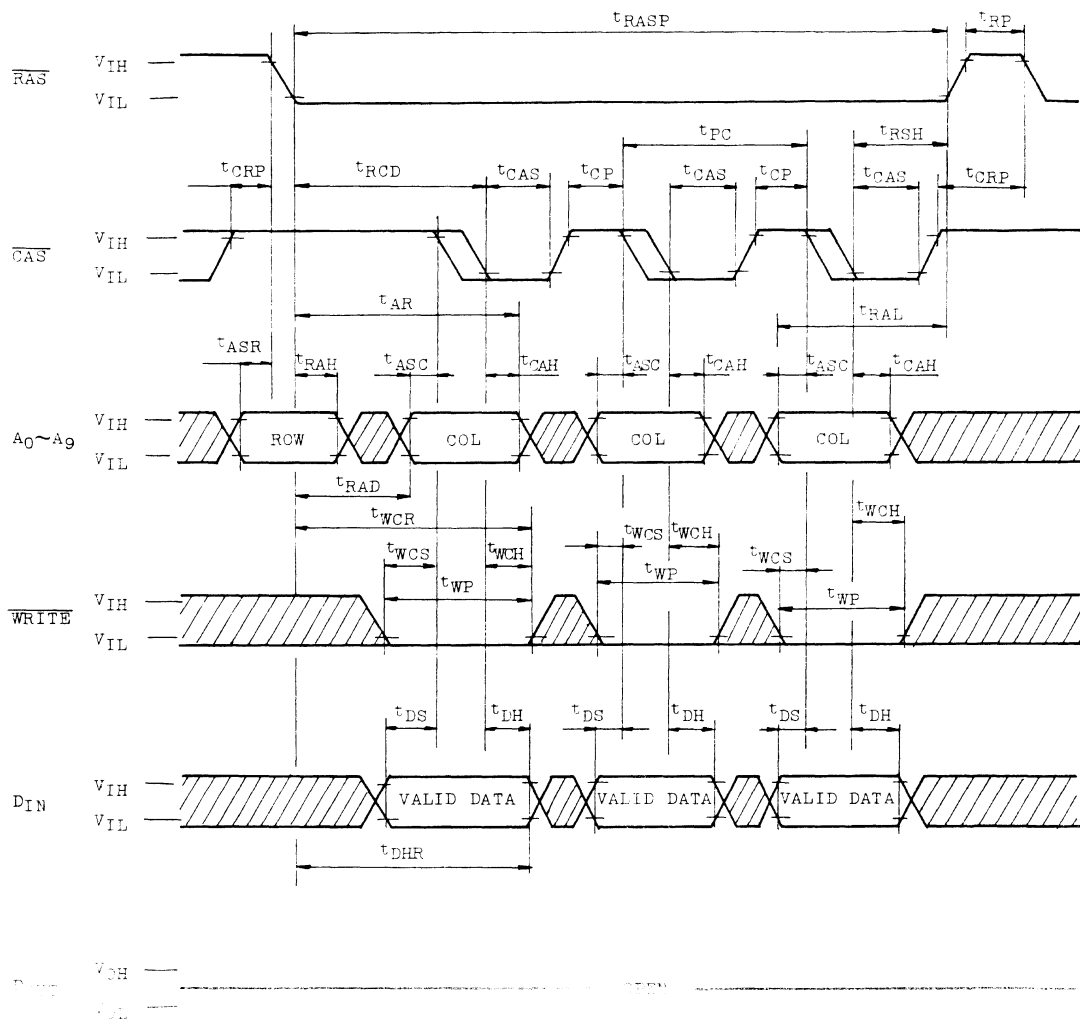 tRASP tRP
RAS VIH
VIL
tPC tRSH
tCRP tRCD tCAS tCP tCAS tCP tCAS tCRP
CAS VIH
VIL
tAR tRAL
tASR tRAH tASC tCAH tASC tCAH tASC tCAH
A0~A9 VIH
VIL
ROW COL COL COL
tRAD
tWCR tWCH
tWCS tWCH tWCS tWCH tWCS
tWP tWP tWP
WRITE VIH
VIL
tDS tDH tDS tDH tDS tDH
DIN VIH
VIL
VALID DATA VALID DATA VALID DATA
tDHR
VOH